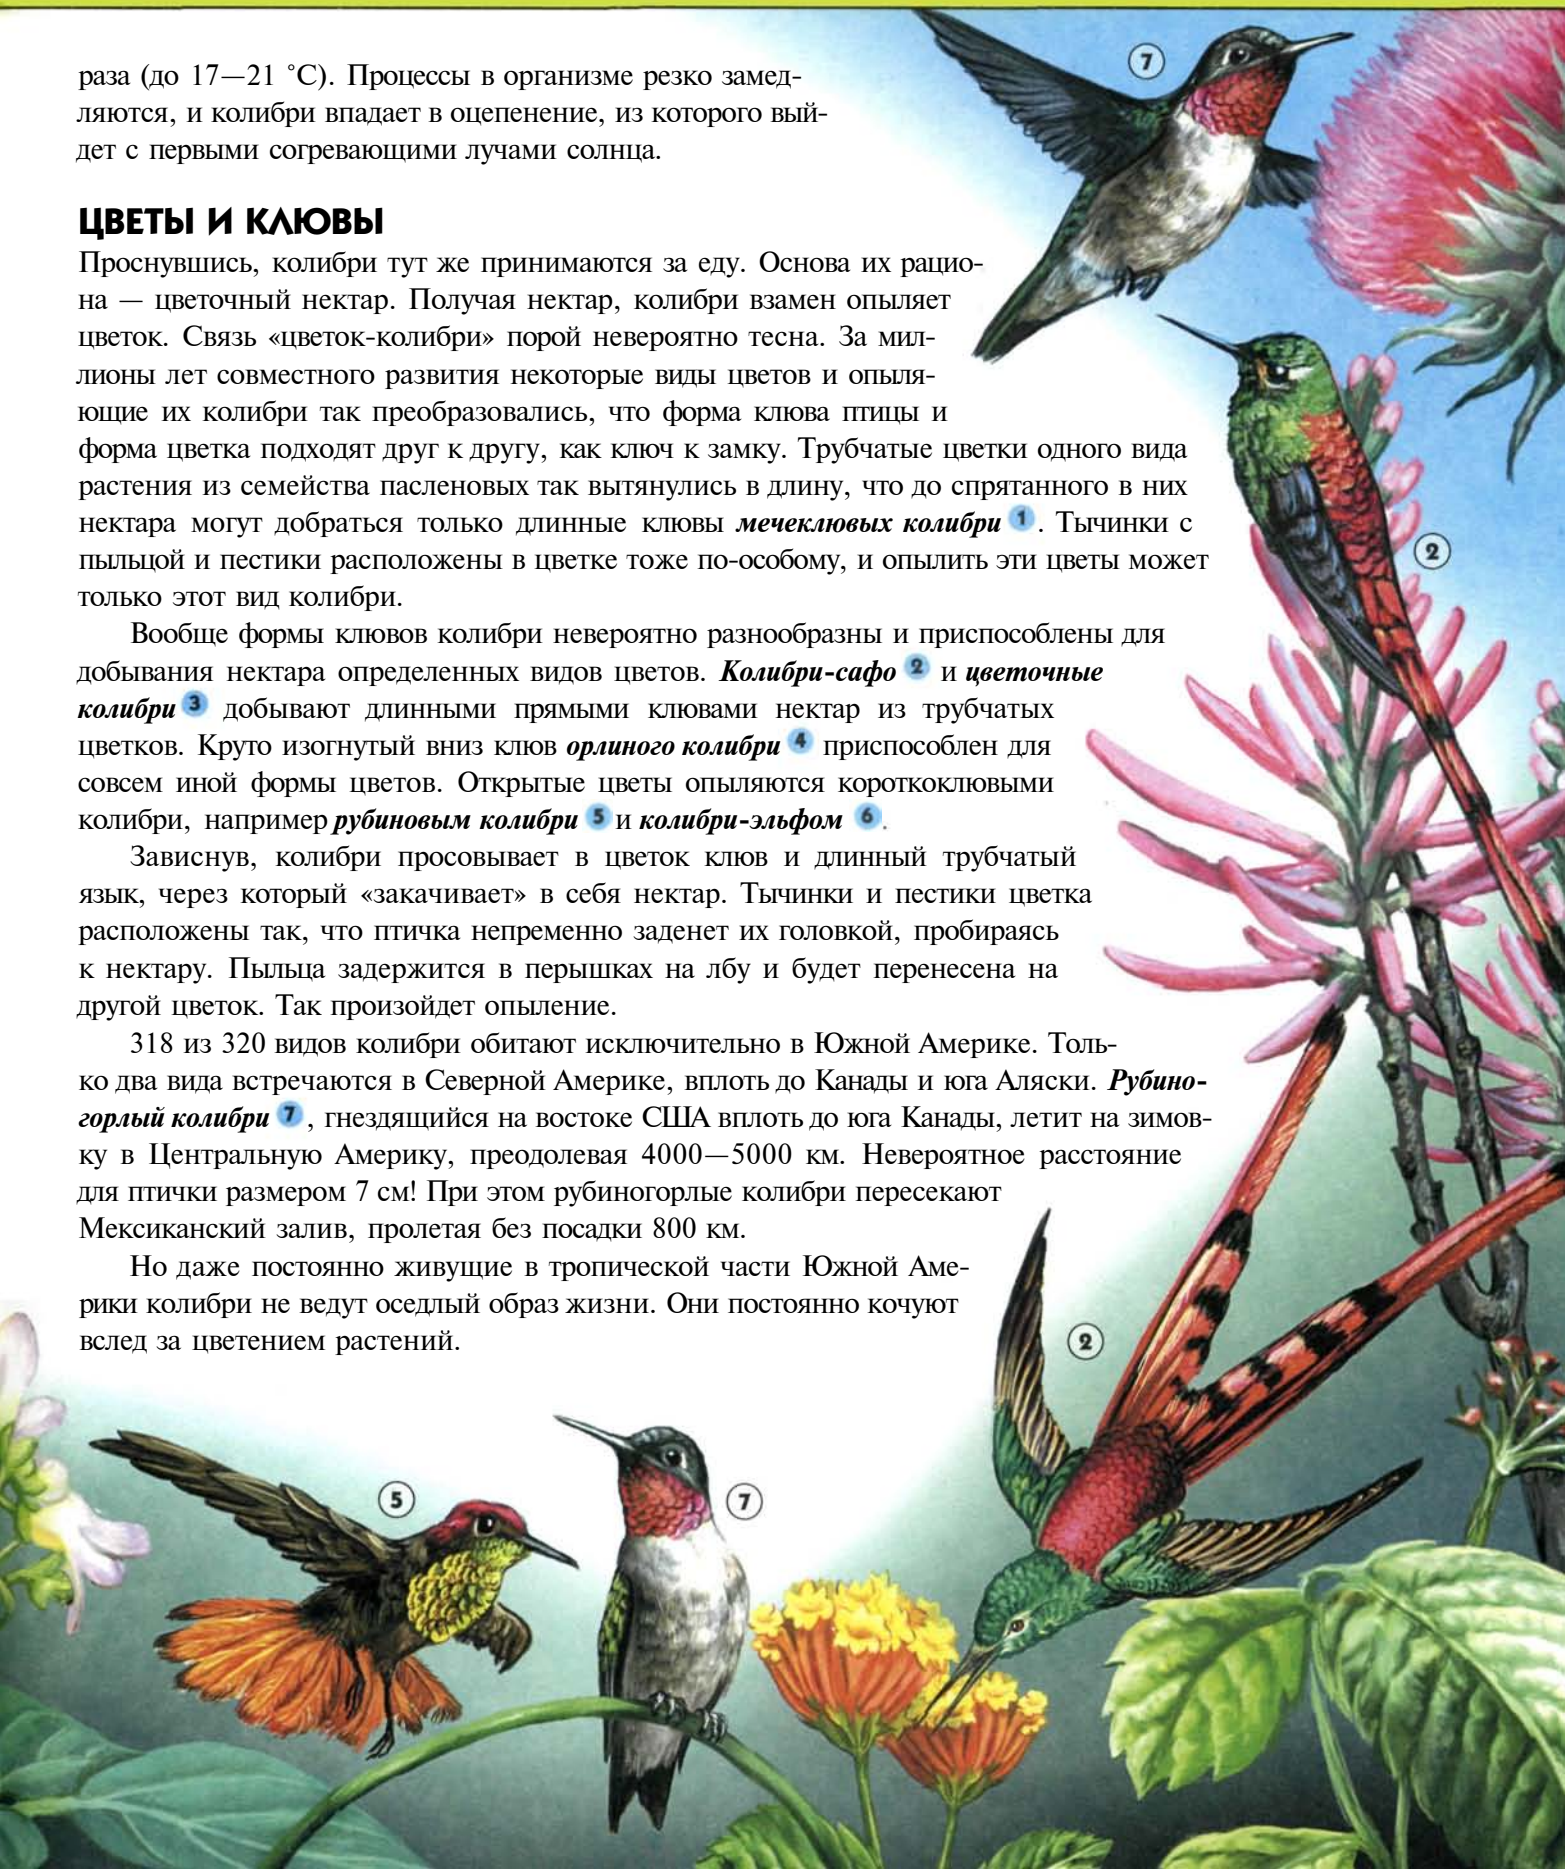 раза (до 17—21 °С). Процессы в организме резко замед-
ляются, и колибри впадает в оцепенение, из которого вый-
дет с первыми согревающими лучами солнца.
ЦВЕТЫ И КЛЮВЫ
Проснувшись, колибри тут же принимаются за еду. Основа их рацио-
на — цветочный нектар. Получая нектар, колибри взамен опыляет
цветок. Связь «цветок-колибри» порой невероятно тесна. За мил-
лионы лет совместного развития некоторые виды цветов и опыля-
ющие их колибри так преобразовались, что форма клюва птицы и
форма цветка подходят друг к другу, как ключ к замку. Трубчатые цветки одного вида
растения из семейства пасленовых так вытянулись в длину, что до спрятанного в них
нектара могут добраться только длинные клювы мечеклювых колибри 1. Тычинки с
пыльцой и пестики расположены в цветке тоже по-особому, и опылить эти цветы может
только этот вид колибри.
Вообще формы клювов колибри невероятно разнообразны и приспособлены для
добывания нектара определенных видов цветов. Колибри-сафо 2 и цветочные
колибри 3 добывают длинными прямыми клювами нектар из трубчатых
цветков. Круто изогнутый вниз клюв орлиного колибри 4 приспособлен для
совсем иной формы цветов. Открытые цветы опыляются короткоклювыми
колибри, например рубиновым колибри 5 и колибри-эльфом 6.
Зависнув, колибри просовывает в цветок клюв и длинный трубчатый
язык, через который «закачивает» в себя нектар. Тычинки и пестики цветка
расположены так, что птичка непременно заденет их головкой, пробираясь
к нектару. Пыльца задержится в перышках на лбу и будет перенесена на
другой цветок. Так произойдет опыление.
318 из 320 видов колибри обитают исключительно в Южной Америке. Толь-
ко два вида встречаются в Северной Америке, вплоть до Канады и юга Аляски. Рубино-
горлый колибри 7, гнездящийся на востоке США вплоть до юга Канады, летит на зимов-
ку в Центральную Америку, преодолевая 4000—5000 км. Невероятное расстояние
для птички размером 7 см! При этом рубиногорлые колибри пересекают
Мексиканский залив, пролетая без посадки 800 км.
Но даже постоянно живущие в тропической части Южной Аме-
рики колибри не ведут оседлый образ жизни. Они постоянно кочуют
вслед за цветением растений.
7
2
2
5
7